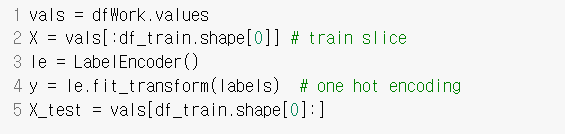 1 vals = dfWork.values
2 X = vals[:df_train.shape[0]] # train slice
3 le = LabelEncoder()
4 y = le.fit_transform(labels)  # one hot encoding
5 X_test = vals[df_train.shape[0]:]